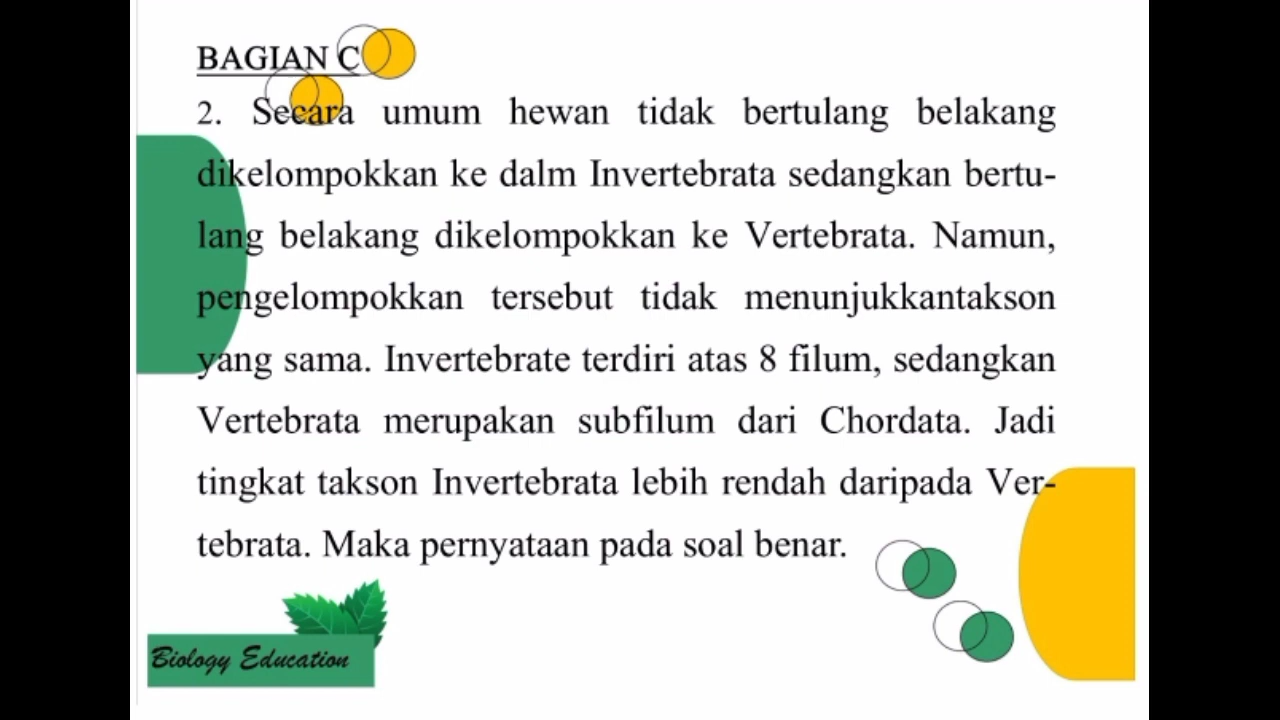 BAGIAN C
2. Secara umum hewan tidak bertulang belakang
dikelompokkan ke dalm Invertebrata sedangkan bertu-
lang belakang dikelompokkan ke Vertebrata. Namun,
pengelompokkan tersebut tidak menunjukkantakson
yang sama. Invertebrate terdiri atas 8 filum, sedangkan
Vertebrata merupakan subfilum dari Chordata. Jadi
tingkat takson Invertebrata lebih rendah daripada Ver-
tebrata. Maka pernyataan pada soal benar.
Biology Education